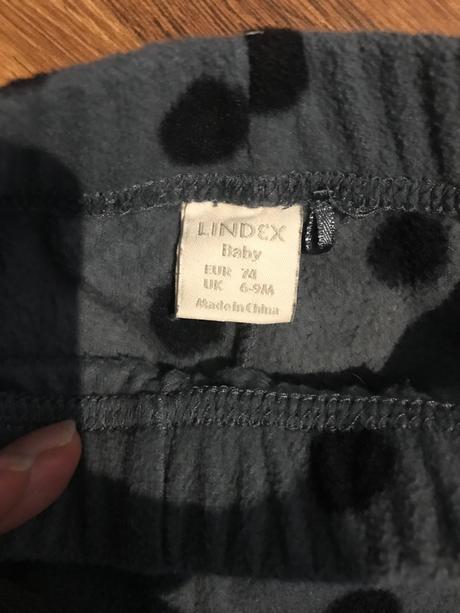 LINDEX
Baby
EUR 74
UK 6-9M
Made in China